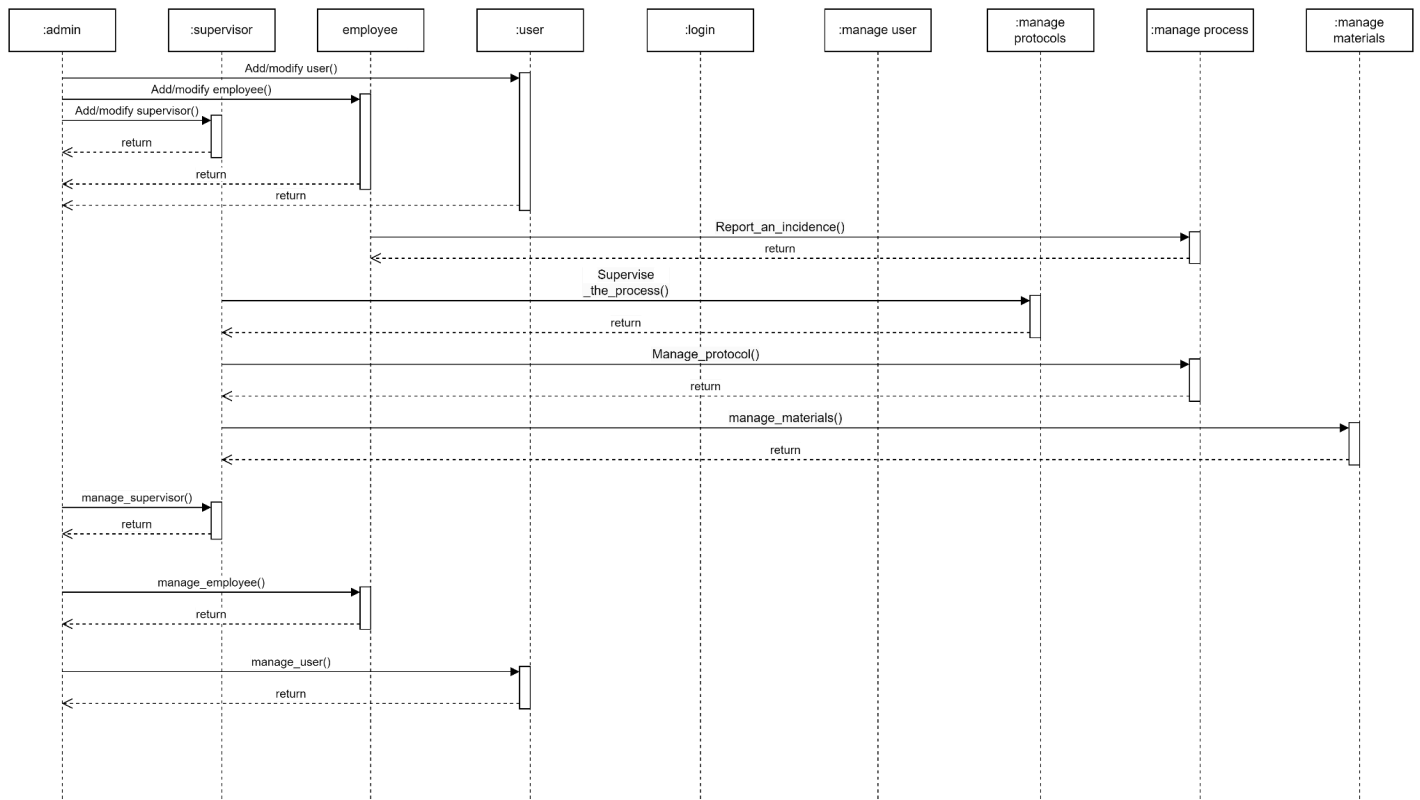 :admin
:supervisor
employee
:user
:login
:manage user
:manage
protocols
:manage process
:manage
materials
Add/modify user()
Add/modify employee()
Add/modify supervisor()
return
return
return
Report_an_incidence()
return
Supervise
_the_process()
return
Manage_protocol()
return
manage_materials()
return
manage_supervisor()
return
manage_employee()
return
manage_user()
return